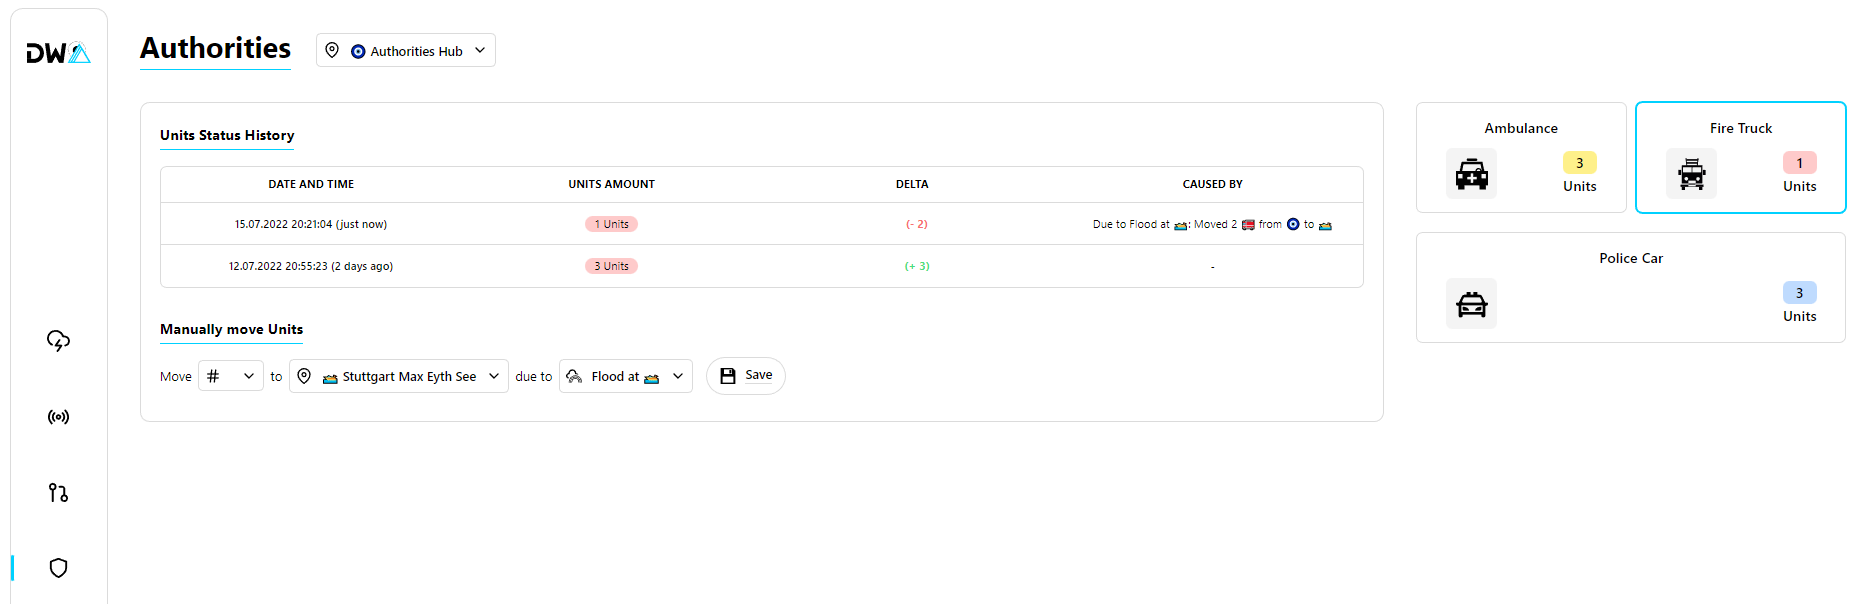 DW
Authorities
🧿 Authorities Hub
Units Status History
DATE AND TIME UNITS AMOUNT DELTA CAUSED BY
15.07.2022 20:21:04 (just now) 1 Units (- 2) Due to Flood at 🚤; Moved 2 🚒 from 🧿 to 🚤
12.07.2022 20:55:23 (2 days ago) 3 Units (+ 3) -
Manually move Units
Move # to 🚤 Stuttgart Max Eyth See due to Flood at 🚤 Save
Ambulance
3
Units
Fire Truck
1
Units
Police Car
3
Units